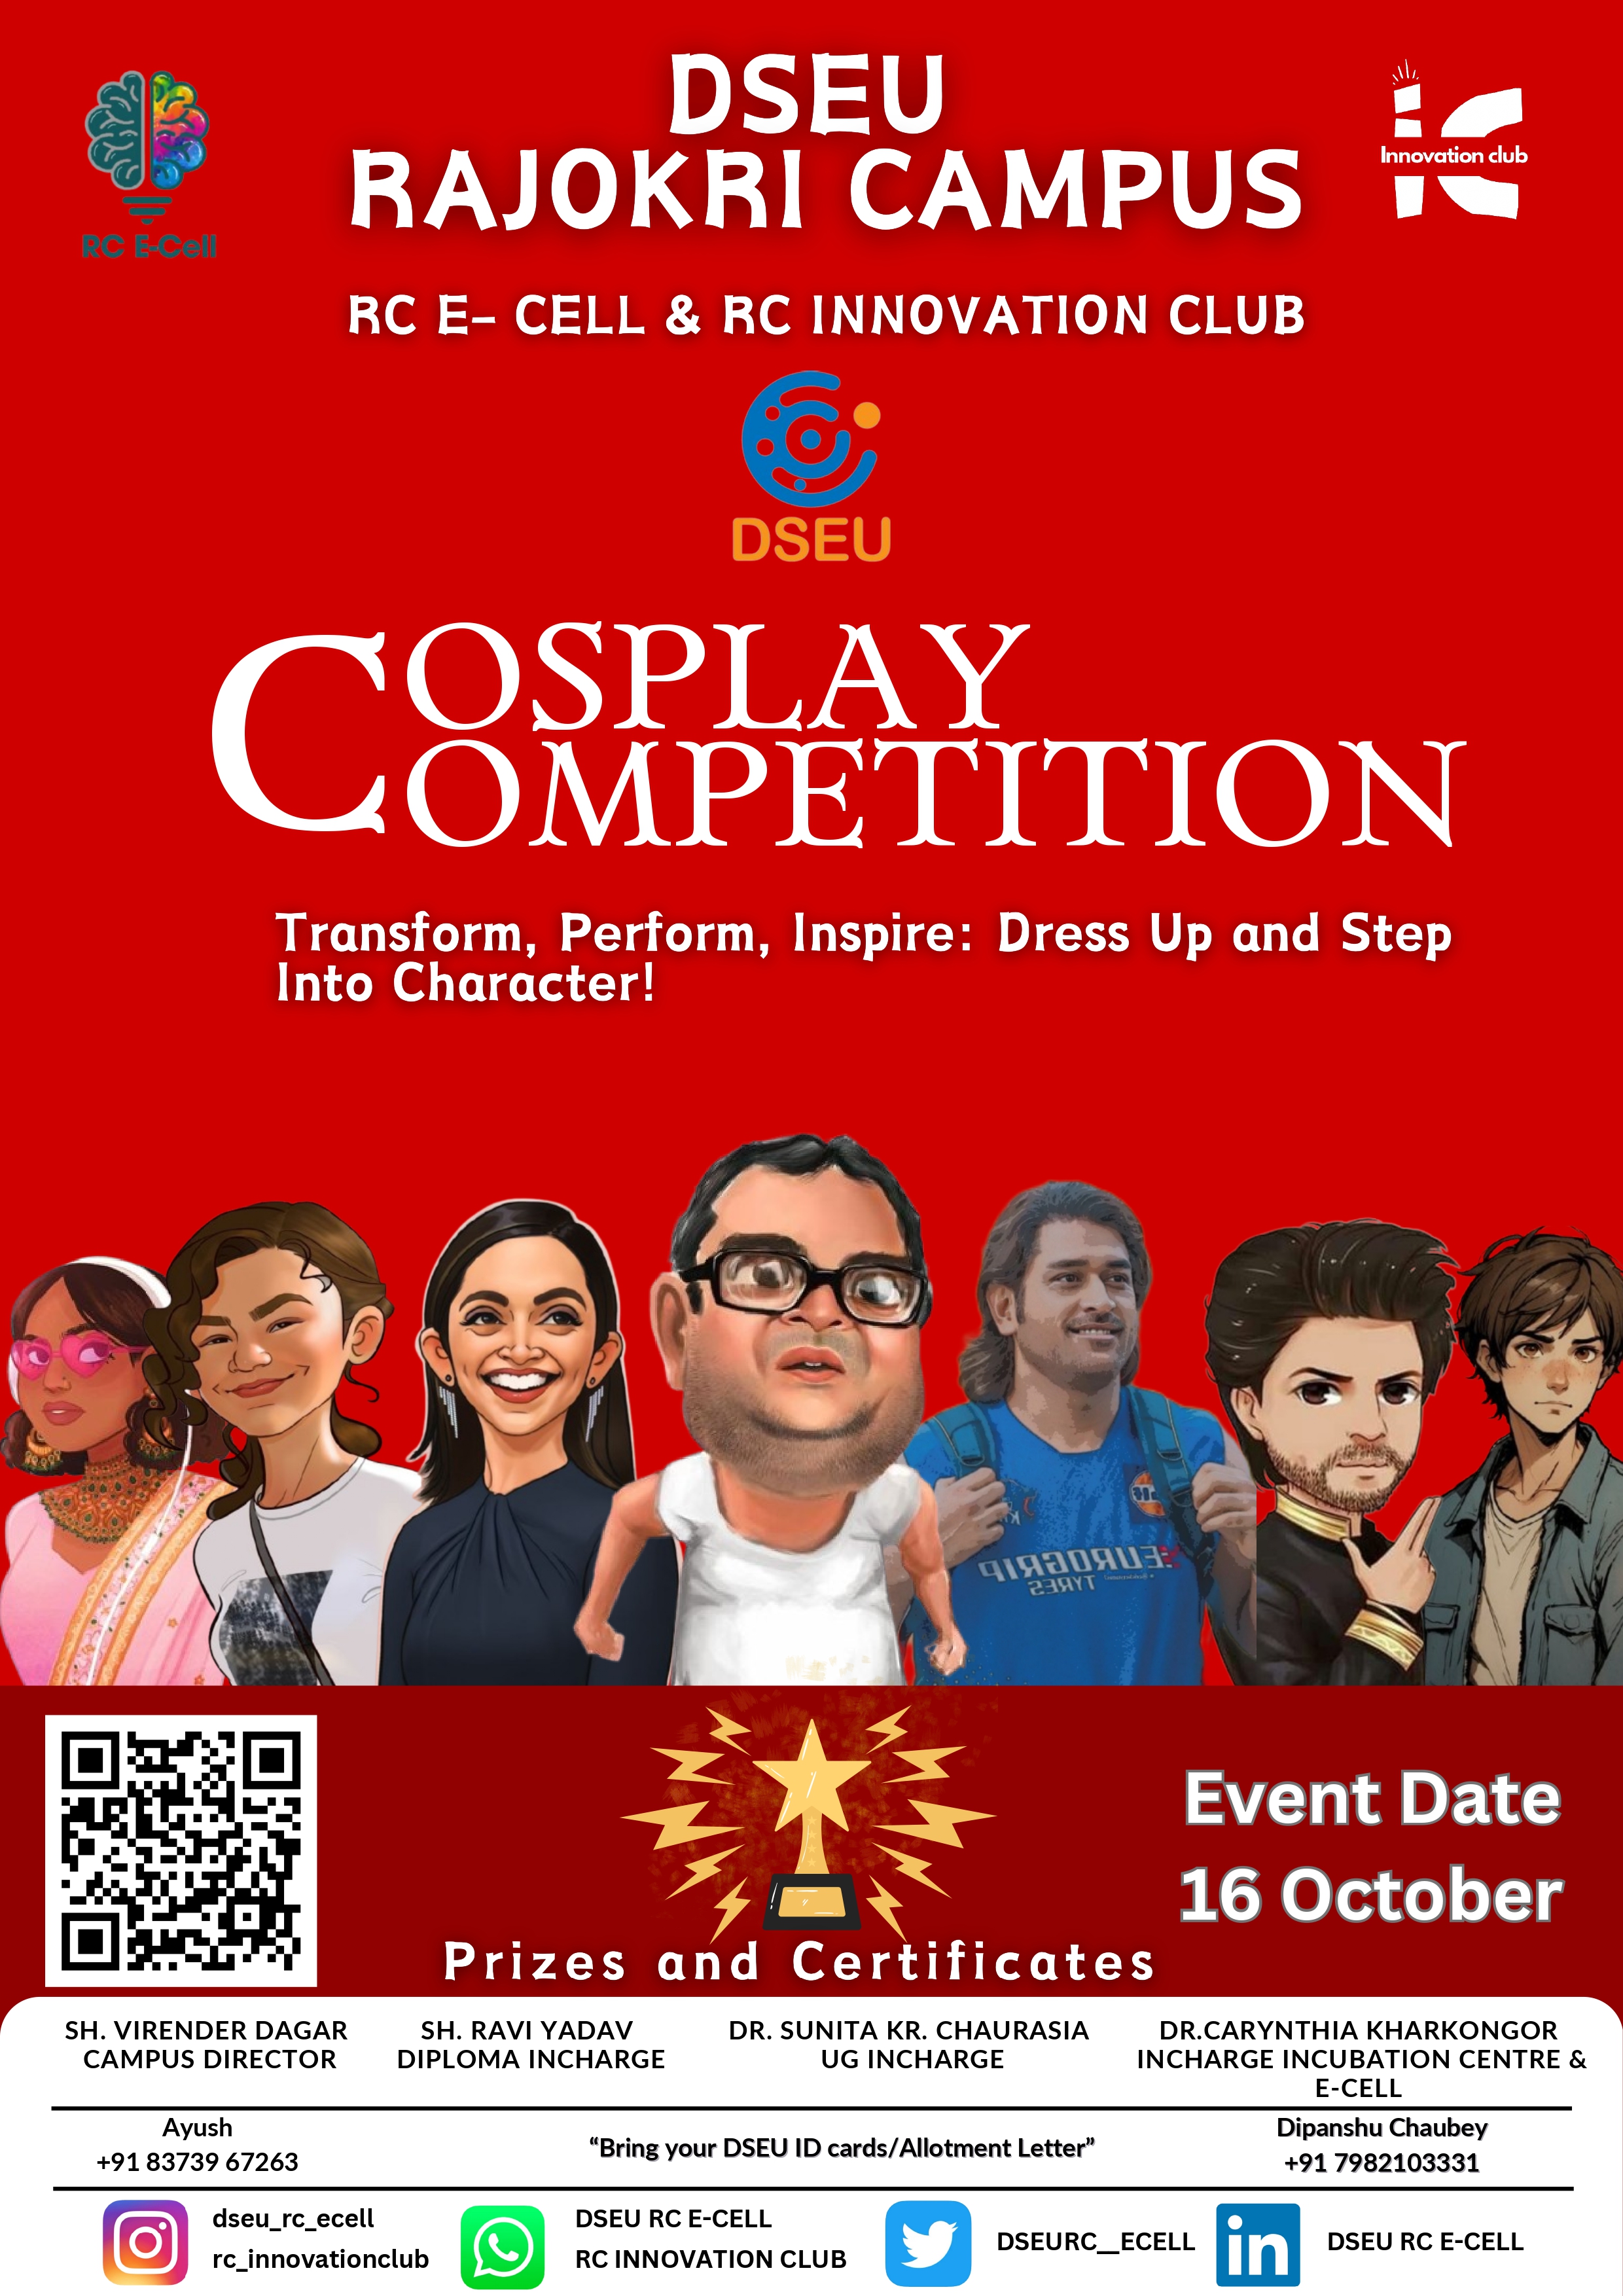 DSEU
RAJOKRI CAMPUS
RC E-Cell
Innovation club
RC E- CELL & RC INNOVATION CLUB
DSEU
COSPLAY
COMPETITION
Transform, Perform, Inspire: Dress Up and Step
Into Character!
EUROGRIP
TYRES
Event Date
16 October
Prizes and Certificates
SH. VIRENDER DAGAR
CAMPUS DIRECTOR
SH. RAVI YADAV
DIPLOMA INCHARGE
DR. SUNITA KR. CHAURASIA
UG INCHARGE
DR.CARYNTHIA KHARKONGOR
INCHARGE INCUBATION CENTRE &
E-CELL
Ayush
+91 83739 67263
“Bring your DSEU ID cards/Allotment Letter”
Dipanshu Chaubey
+91 7982103331
dseu_rc_ecell
rc_innovationclub
DSEU RC E-CELL
RC INNOVATION CLUB
DSEURC__ECELL
in
DSEU RC E-CELL